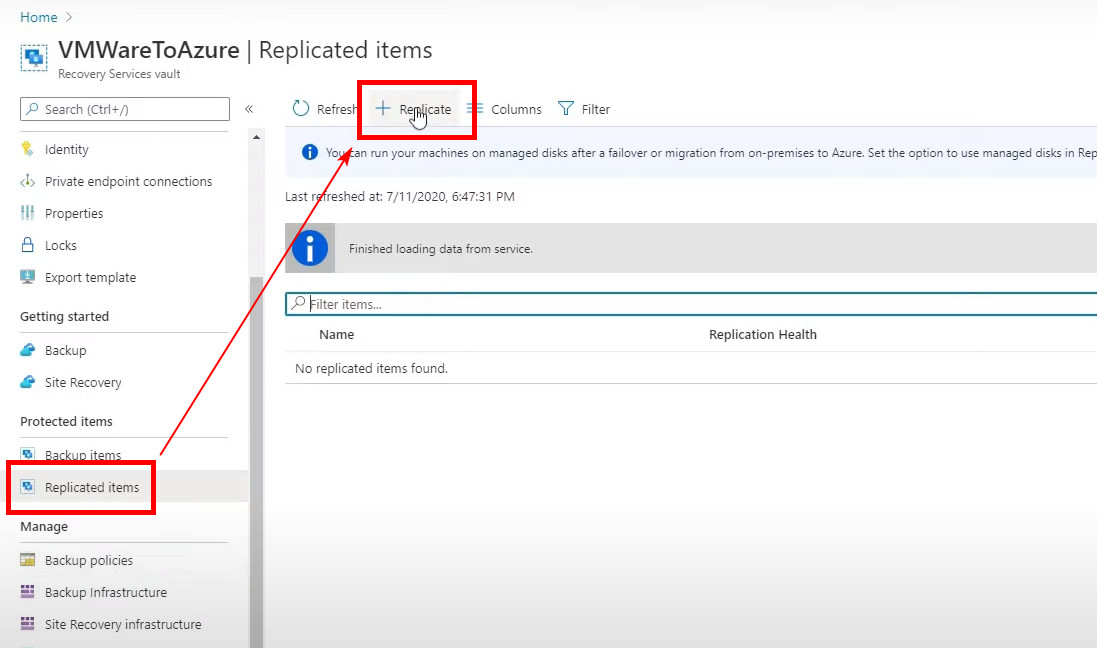 Home >
VMWareToAzure | Replicated items
Recovery Services vault
Search (Ctrl+/)
«
Refresh
Replicate
Columns
Filter
Identity
Private endpoint connections
Properties
Locks
Export template
Getting started
Backup
Site Recovery
Protected items
Backup items
Replicated items
Manage
Backup policies
Backup Infrastructure
Site Recovery infrastructure
You can run your machines on managed disks after a failover or migration from on-premises to Azure. Set the option to use managed disks in Rep
Last refreshed at: 7/11/2020, 6:47:31 PM
Finished loading data from service.
Filter items...
Name
Replication Health
No replicated items found.